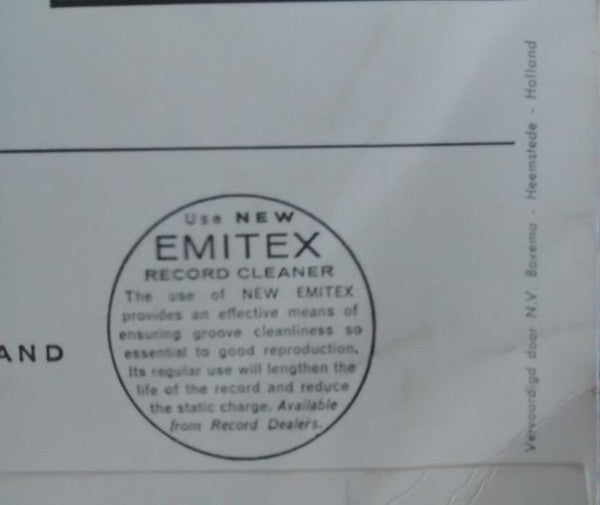 Use NEW
EMITEX
RECORD CLEANER
The use of NEW EMITEX
provides an effective means of
ensuring groove cleanliness so
essential to good reproduction.
Its regular use will lengthen the
life of the record and reduce
the static charge. Available
from Record Dealers.
AND
Vervaardigd door N.V. Bovema - Heemstede - Holland